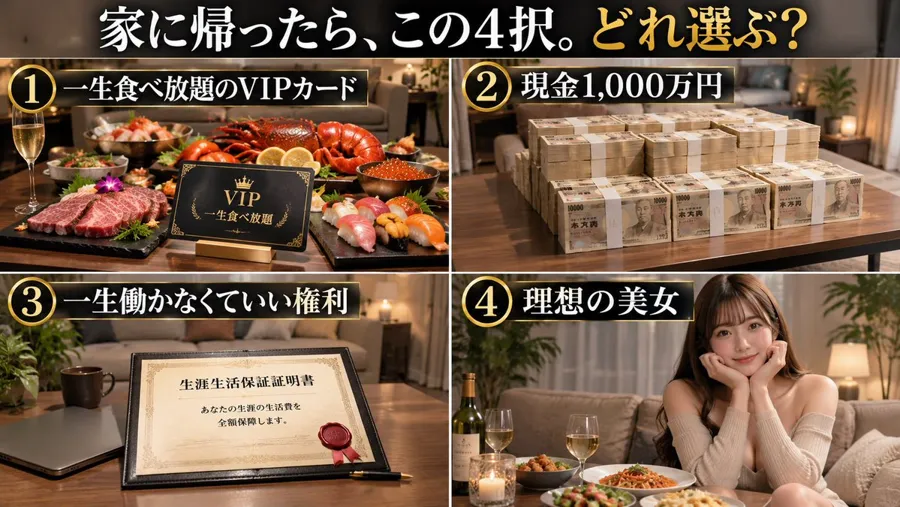 家に帰ったら、この4択。どれ選ぶ？
1 一生食べ放題のVIPカード
VIP
一生食べ放題
2 現金1,000万円
10000
10000
10000
3 一生働かなくていい権利
生涯生活保証証明書
あなたの生涯の生活費を
全額保障します。
4 理想の美女